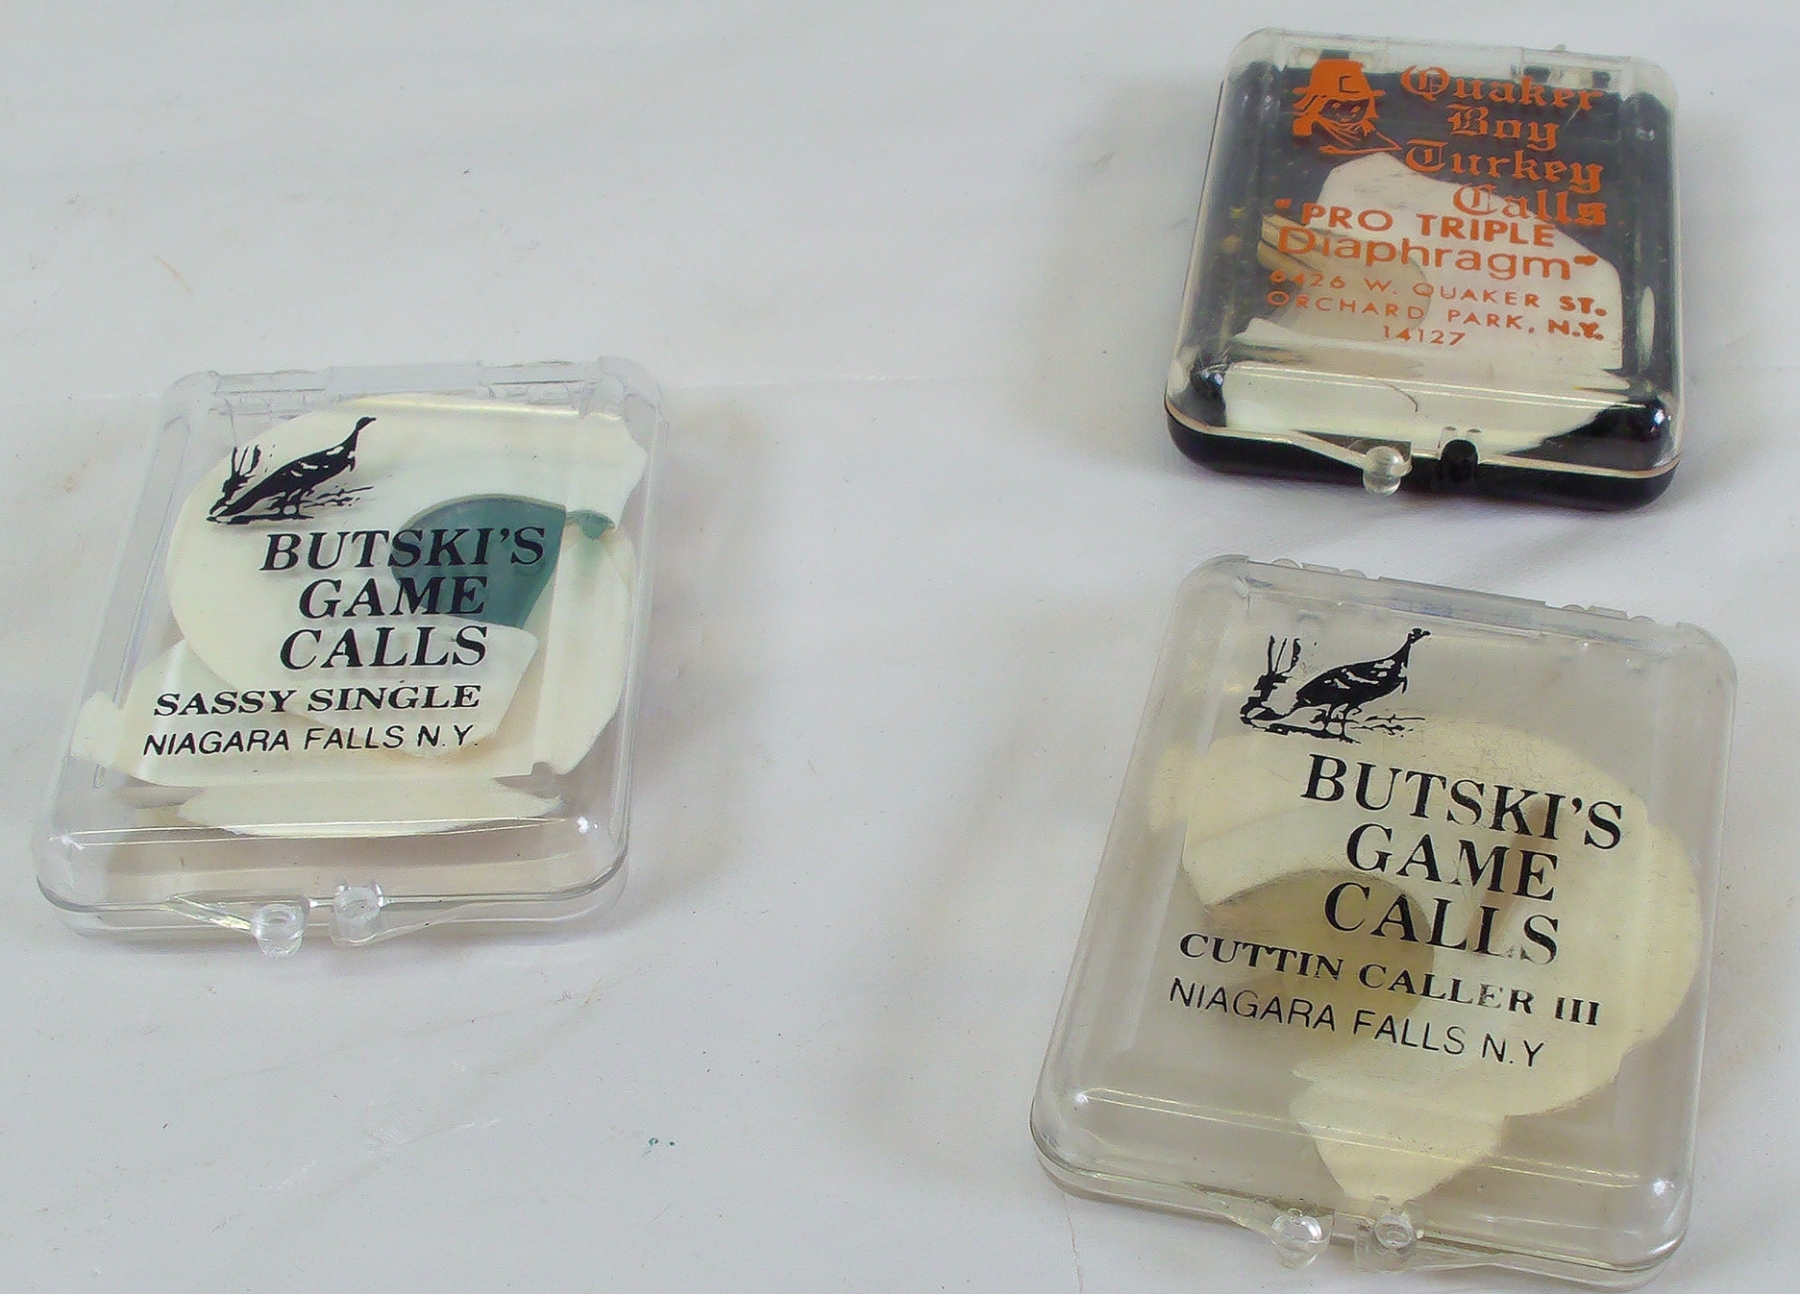 BUTSKI'S
GAME
CALLS
SASSY SINGLE
NIAGARA FALLS N.Y.
Quaker
Boy
Turkey
Calls
"PRO TRIPLE
Diaphragm"
6426 W. QUAKER ST.
ORCHARD PARK, N.Y.
14127
BUTSKI'S
GAME
CALLS
CUTTIN CALLER III
NIAGARA FALLS N.Y